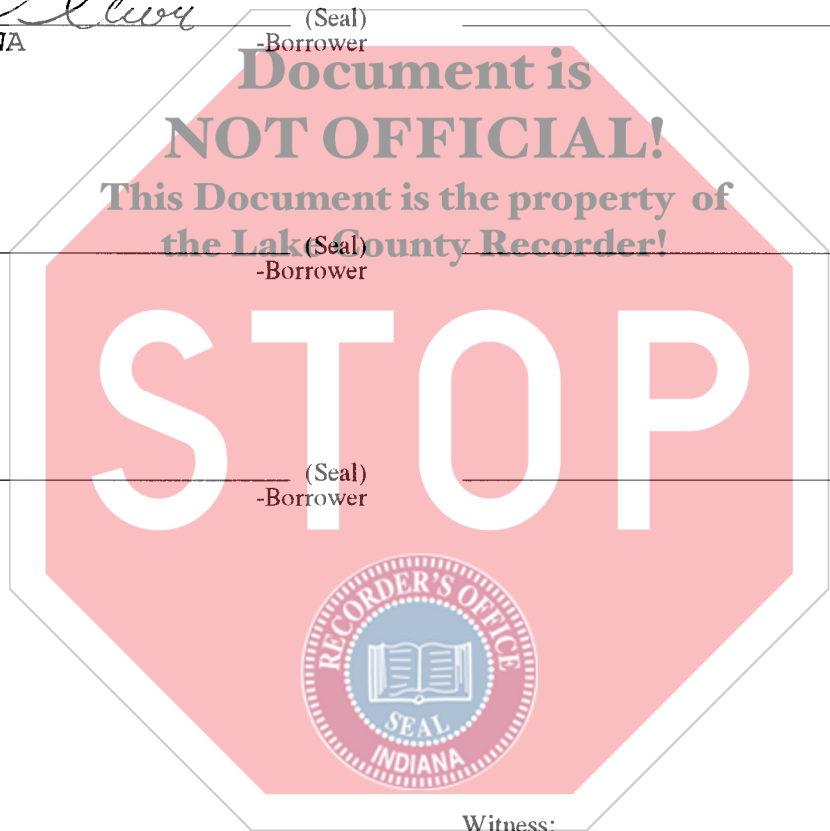 (Seal)
-Borrower
Document is
NOT OFFICIAL!
This Document is the property of
the Lake County Recorder!
(Seal)
-Borrower
STOP
(Seal)
-Borrower
RECORDER'S OFFICE
SEAL
INDIANA
Witness: